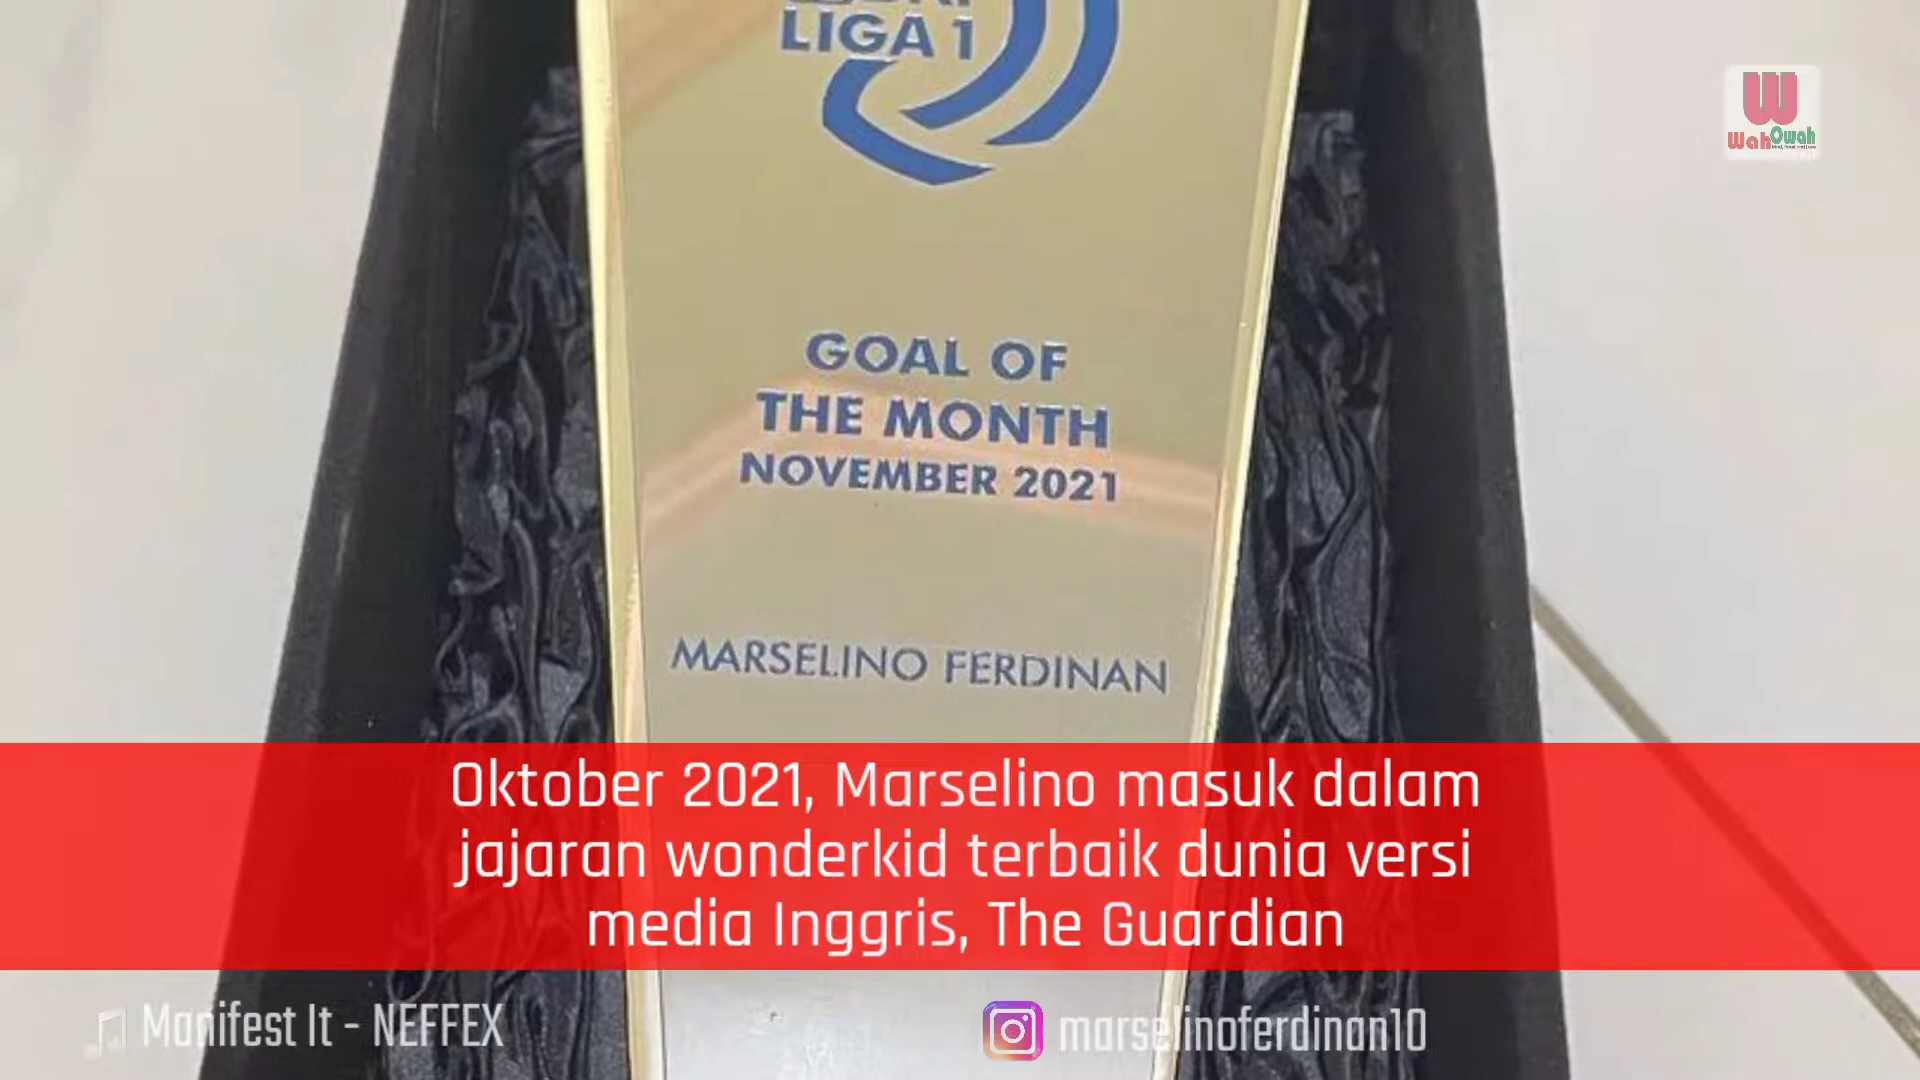 LIGA 1
W
WahOwah
GOAL OF
THE MONTH
NOVEMBER 2021
MARSELINO FERDINAN
Oktober 2021, Marselino masuk dalam
jajaran wonderkid terbaik dunia versi
media Inggris, The Guardian
Manifest It - NEFFEX
marselinoferdinan10